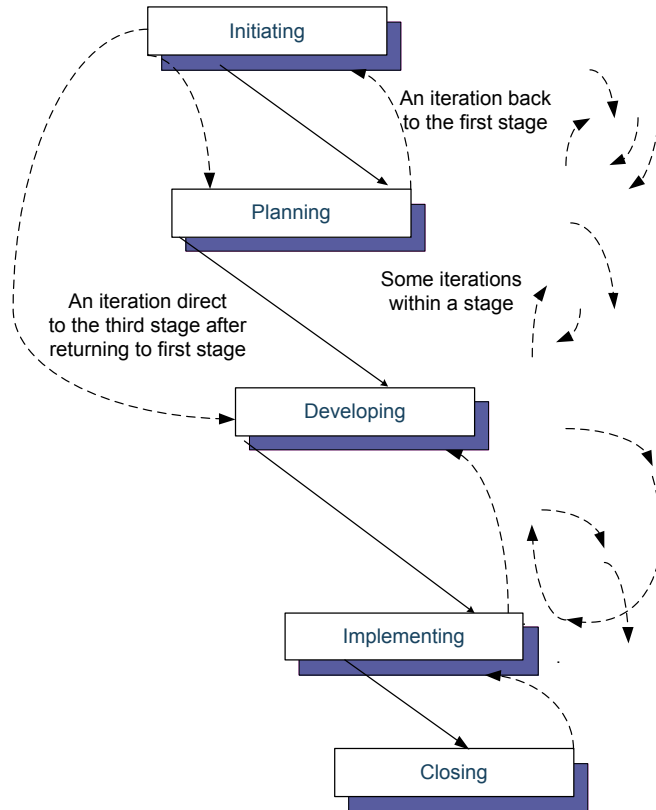 Initiating
An iteration back
to the first stage
Planning
Some iterations
within a stage
An iteration direct
to the third stage after
returning to first stage
Developing
Implementing
Closing